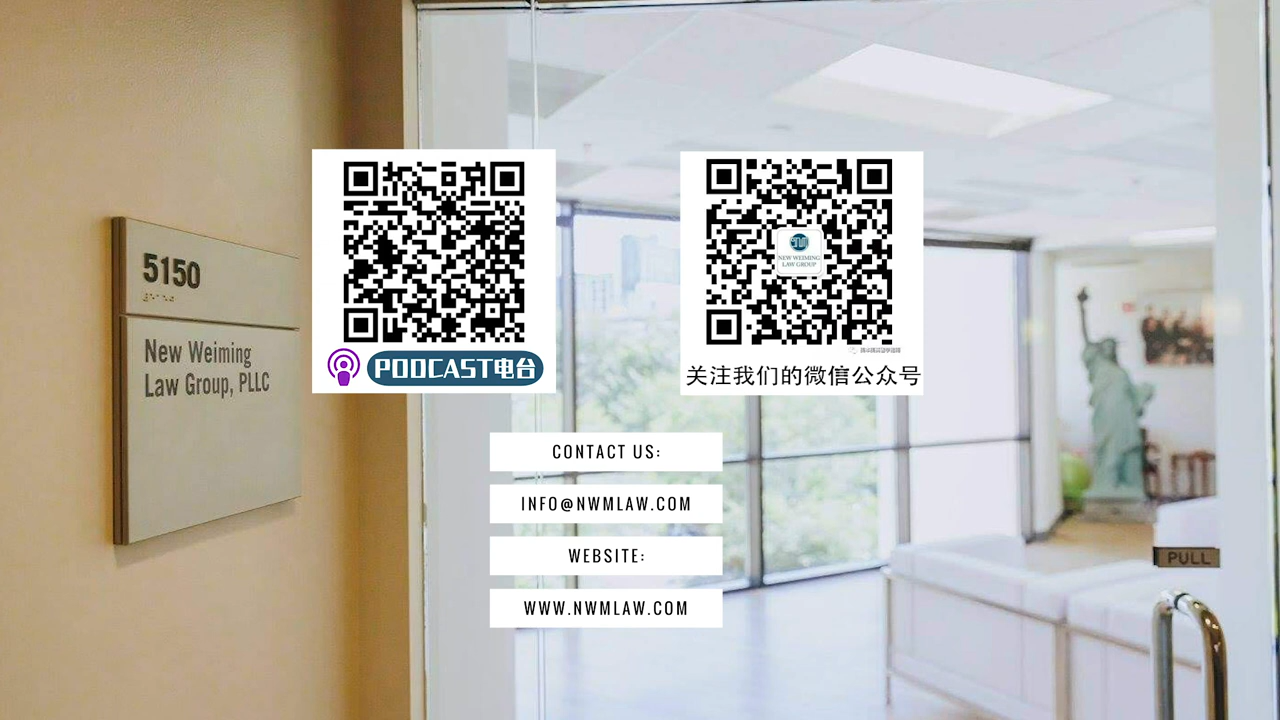 5150
New Weiming
Law Group, PLLC
NEW WEIMING
LAW GROUP
PODCAST电台
关注我们的微信公众号
CONTACT US:
INFO@NWMLAW.COM
WEBSITE:
WWW.NWMLAW.COM
PULL